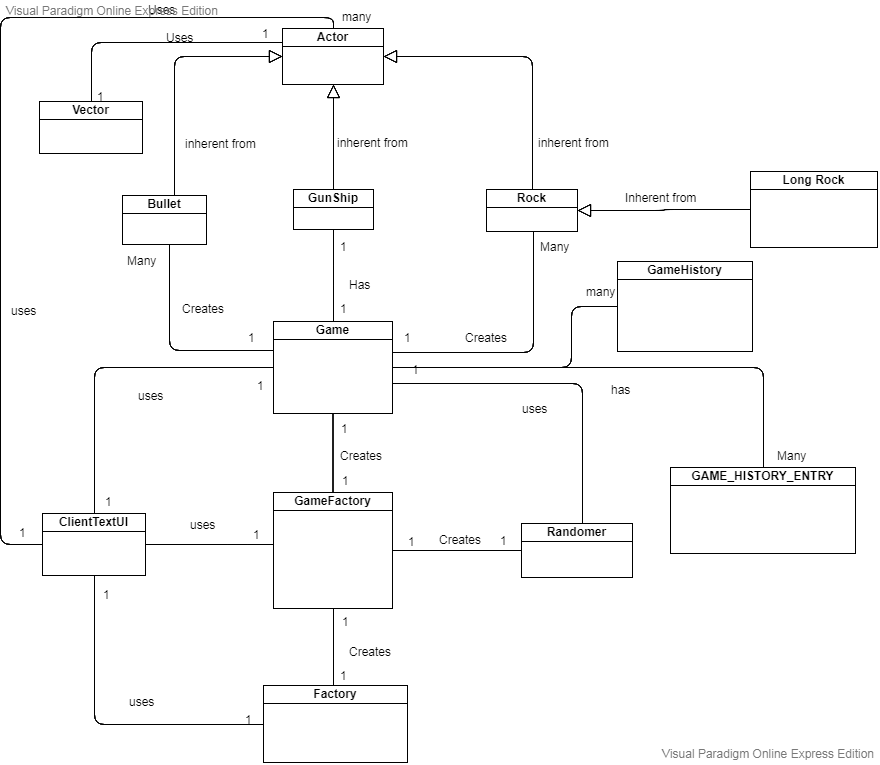 Visual Paradigm Online Express Edition
Uses
many
Uses
1
Actor
1
Vector
inherent from
inherent from
inherent from
Long Rock
Inherent from
Bullet
GunShip
Rock
Many
1
Many
GameHistory
Has
many
uses
Creates
1
Game
1
1
Creates
1
1
uses
has
uses
1
Creates
Many
1
GAME_HISTORY_ENTRY
1
GameFactory
ClientTextUI
uses
1
1
1
Creates
1
Randomer
1
1
Creates
1
Factory
uses
1
Visual Paradigm Online Express Edition